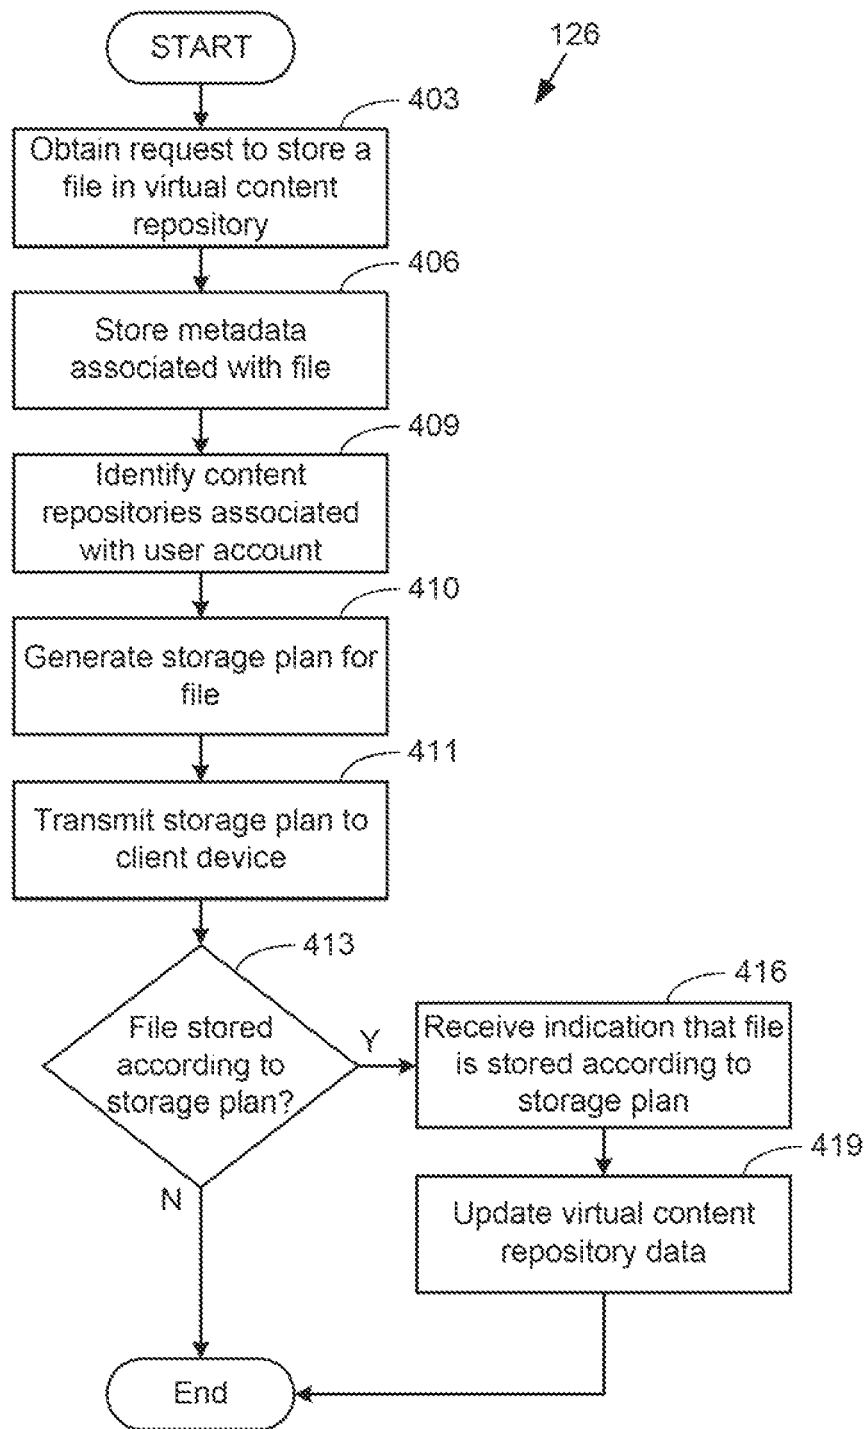 START
126
403
Obtain request to store a
file in virtual content
repository
406
Store metadata
associated with file
409
Identify content
repositories associated
with user account
410
Generate storage plan for
file
411
Transmit storage plan to
client device
413
File stored
according to
storage plan?
Y
N
416
Receive indication that file
is stored according to
storage plan
419
Update virtual content
repository data
End